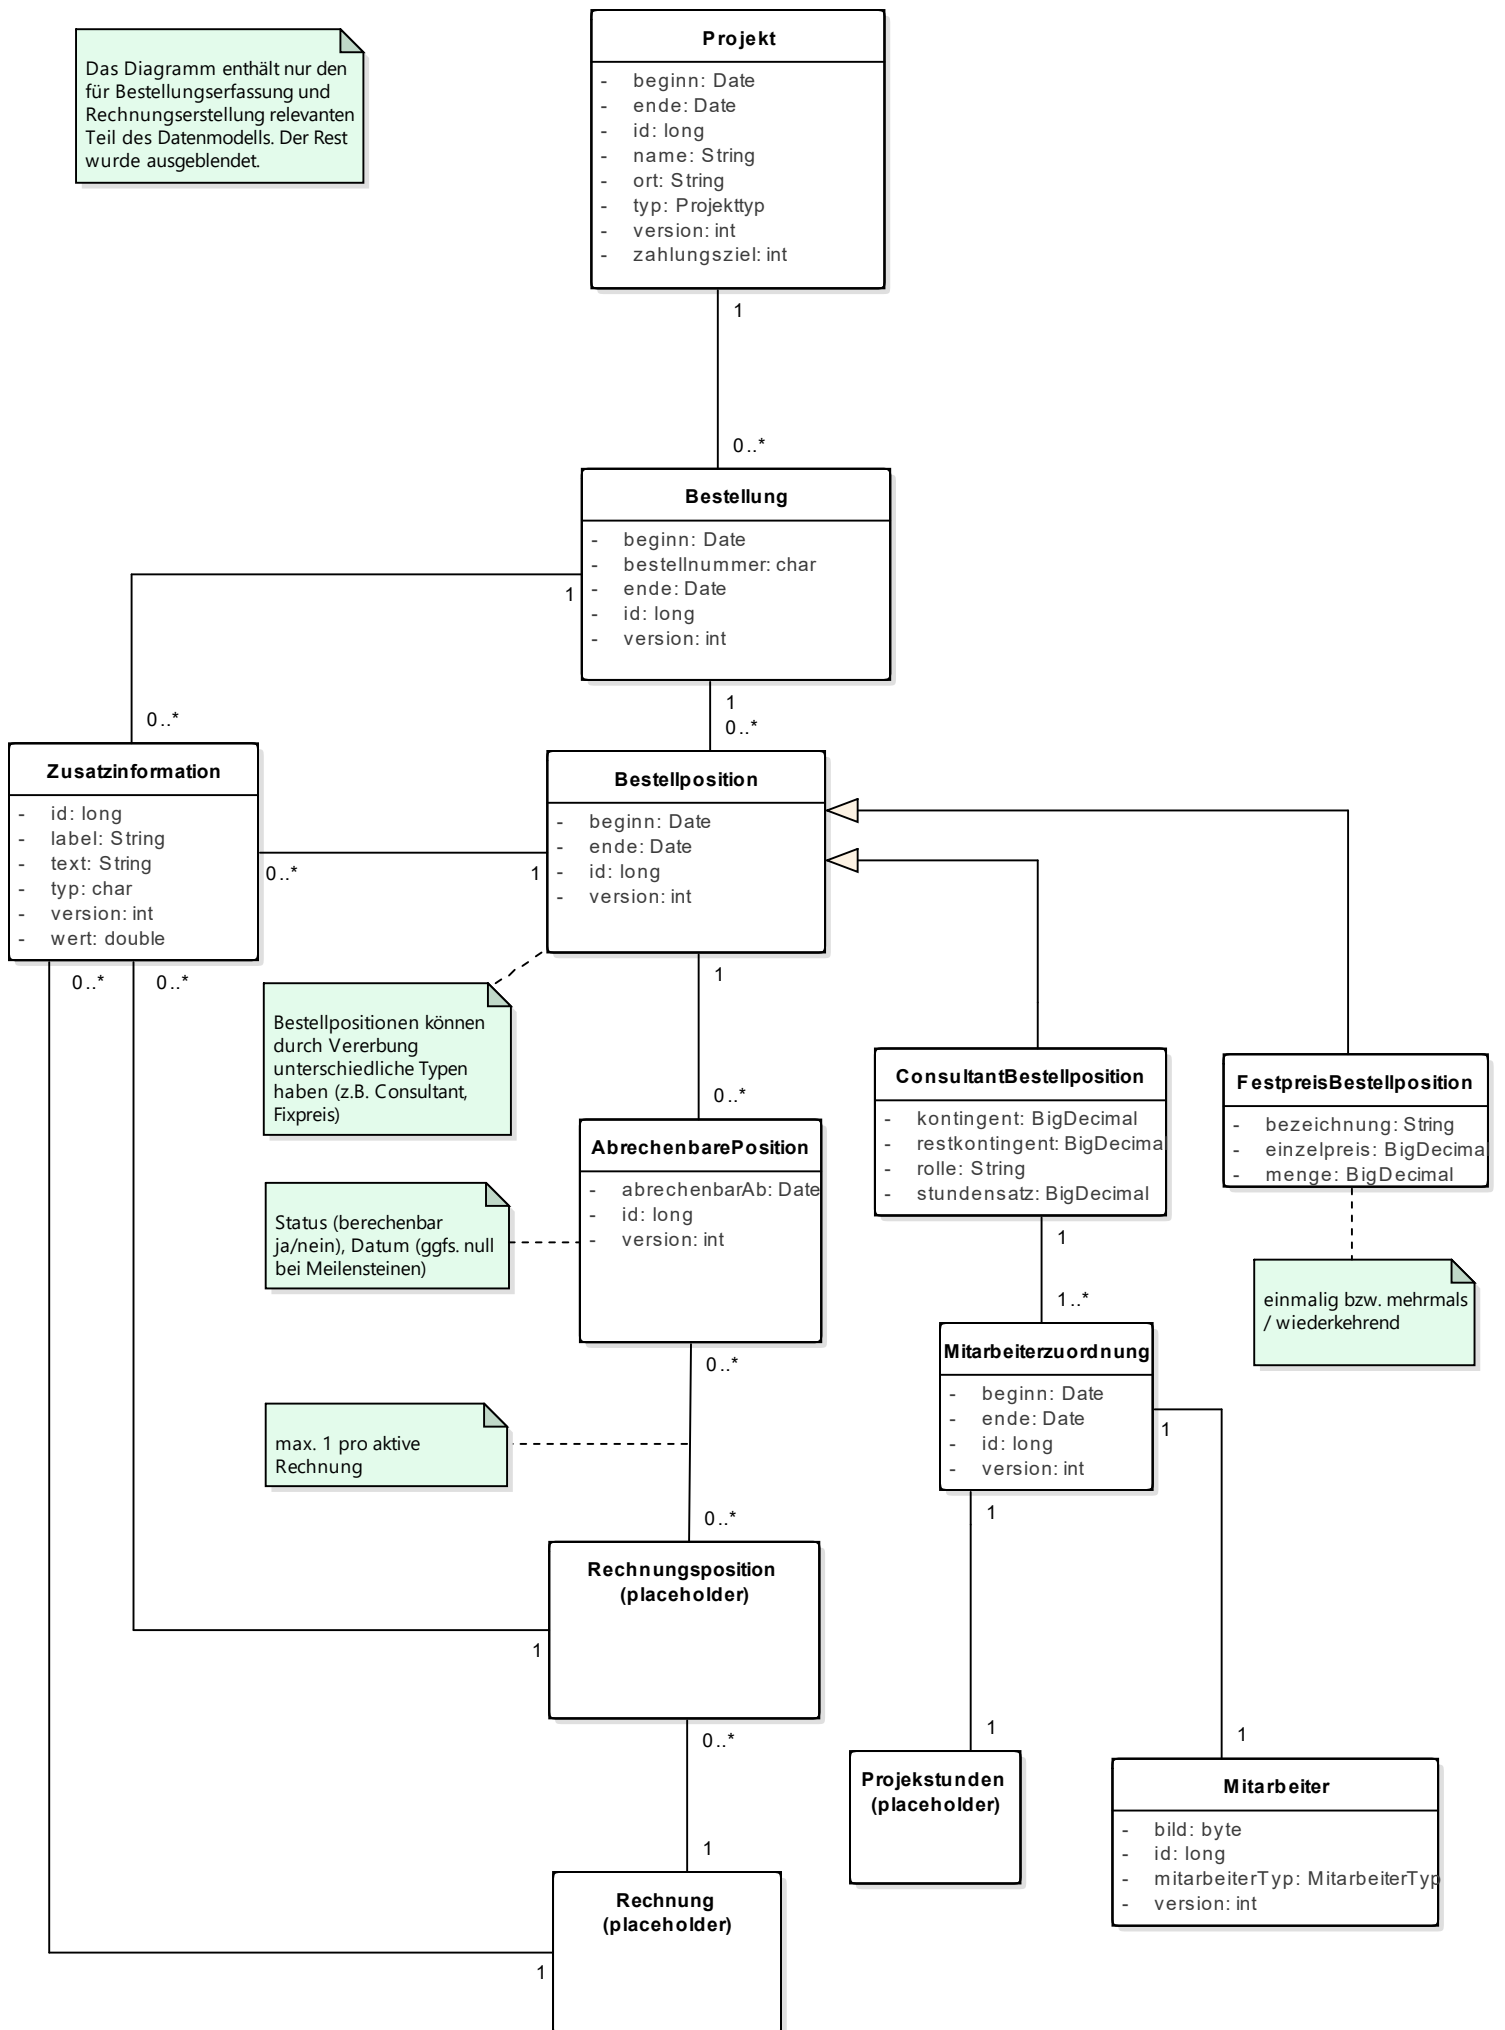 Das Diagramm enthält nur den
für Bestellungserfassung und
Rechnungserstellung relevanten
Teil des Datenmodells. Der Rest
wurde ausgeblendet.
Projekt
- beginn: Date
- ende: Date
- id: long
- name: String
- ort: String
- typ: Projekttyp
- version: int
- zahlungsziel: int
1
0..*
Bestellung
- beginn: Date
- bestellnummer: char
- ende: Date
- id: long
- version: int
1
1
0..*
0..*
Zusatzinformation
- id: long
- label: String
- text: String
- typ: char
- version: int
- wert: double
0..*
1
0..*
0..*
Bestellposition
- beginn: Date
- ende: Date
- id: long
- version: int
1
Bestellpositionen können
durch Vererbung
unterschiedliche Typen
haben (z.B. Consultant,
Fixpreis)
0..*
AbrechenbarePosition
- abrechenbarAb: Date
- id: long
- version: int
Status (berechenbar
ja/nein), Datum (ggfs. null
bei Meilensteinen)
0..*
max. 1 pro aktive
Rechnung
0..*
ConsultantBestellposition
- kontingent: BigDecimal
- restkontingent: BigDecima
- rolle: String
- stundensatz: BigDecimal
1
1..*
FestpreisBestellposition
- bezeichnung: String
- einzelpreis: BigDecima
- menge: BigDecimal
einmalig bzw. mehrmals
/ wiederkehrend
Mitarbeiterzuordnung
- beginn: Date
- ende: Date
- id: long
- version: int
1
1
Rechnungsposition
(placeholder)
1
0..*
1
1
1
Projekstunden
(placeholder)
Mitarbeiter
- bild: byte
- id: long
- mitarbeiterTyp: MitarbeiterTyp
- version: int
Rechnung
(placeholder)
1